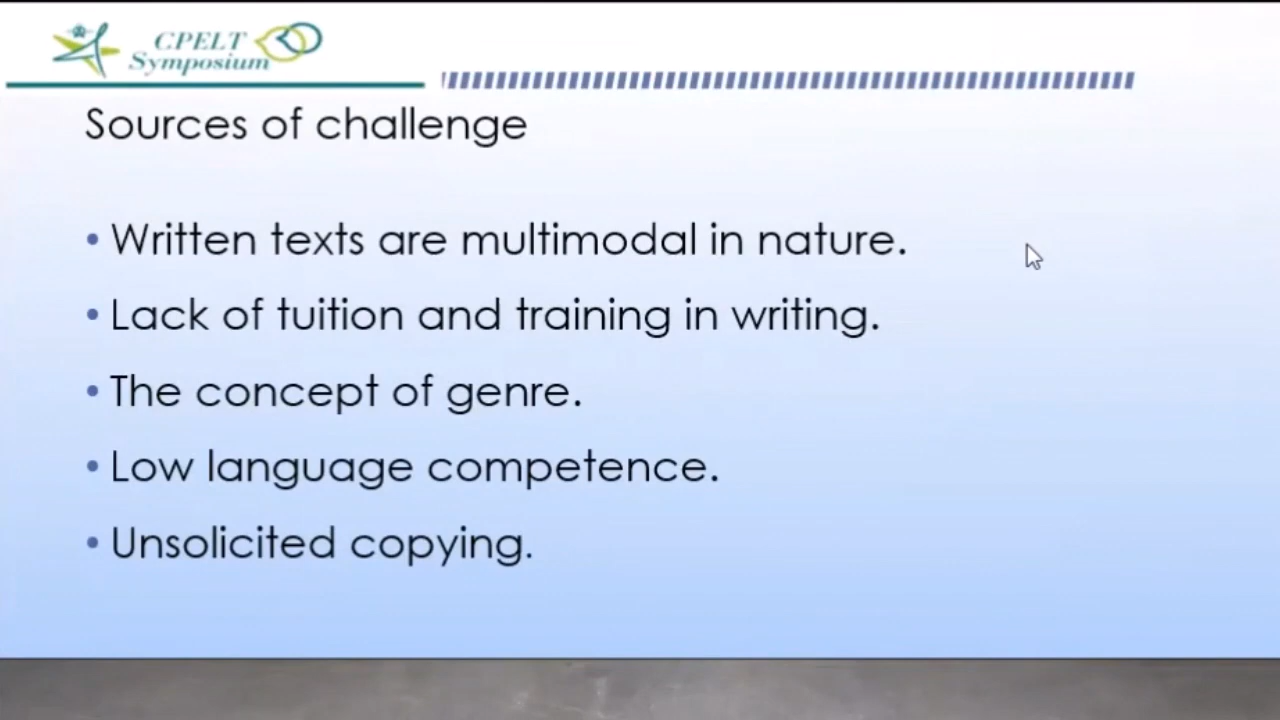 CPELT
Symposium
Sources of challenge
• Written texts are multimodal in nature.
• Lack of tuition and training in writing.
• The concept of genre.
• Low language competence.
• Unsolicited copying.